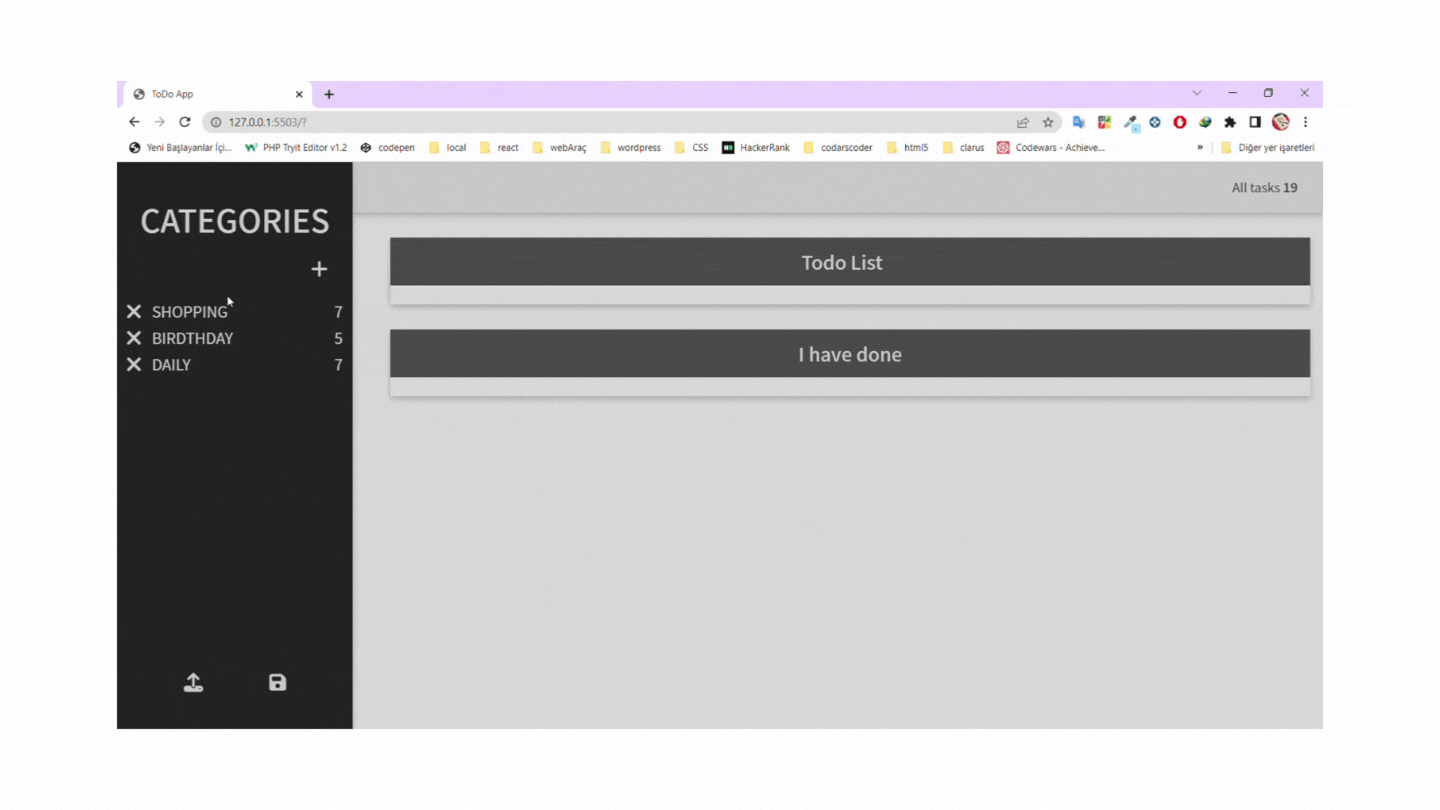 ToDo App
127.0.0.1:5503/?
Yeni Başlayanlar İçi... PHP Tryit Editor v1.2 codepen local react webAraç wordpress CSS HackerRank codarscoder html5 clarus Codewars - Achieve... » Diğer yer işaretleri
All tasks 19
CATEGORIES
+
SHOPPING 7
BIRDTHDAY 5
DAILY 7
Todo List
I have done